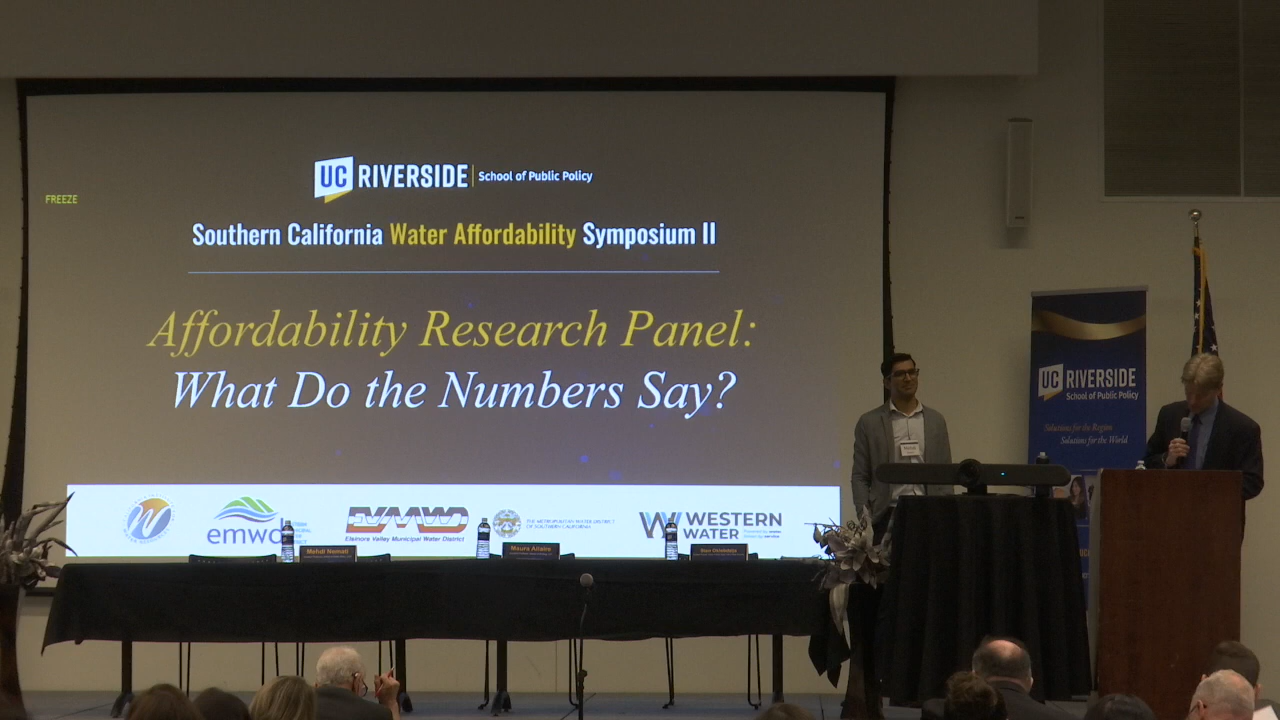 UC RIVERSIDE School of Public Policy
FREEZE
Southern California Water Affordability Symposium II
Affordability Research Panel:
What Do the Numbers Say?
emwd
EVMWD
Elsinore Valley Municipal Water District
THE METROPOLITAN WATER DISTRICT
OF SOUTHERN CALIFORNIA
WESTERN
WATER
Mehdi Nemati
Maura Allaire
UC RIVERSIDE
School of Public Policy
Solutions for the Region
Solutions for the World